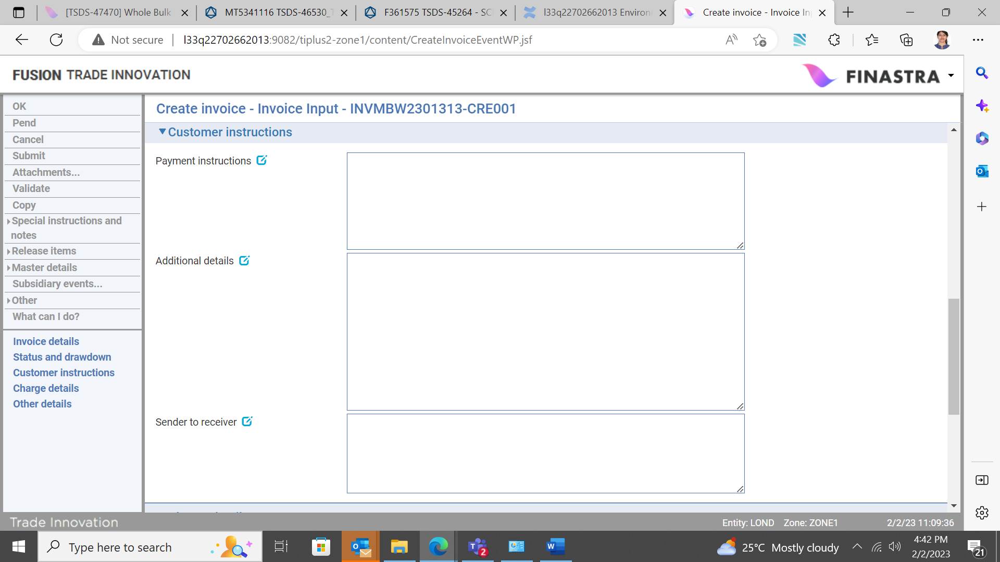 [TSDS-47470] Whole Bulk
MT5341116 TSDS-46530_
F361575 TSDS-45264 - SC
l33q22702662013 Environ
Create invoice - Invoice In
Not secure
l33q22702662013:9082/tiplus2-zone1/content/CreateInvoiceEventWP.jsf
FUSION TRADE INNOVATION
FINASTRA
OK
Pend
Cancel
Submit
Attachments...
Validate
Copy
Special instructions and
notes
Release items
Master details
Subsidiary events...
Other
What can I do?
Invoice details
Status and drawdown
Customer instructions
Charge details
Other details
Create invoice - Invoice Input - INVMBW2301313-CRE001
Customer instructions
Payment instructions
Additional details
Sender to receiver
Trade Innovation
Entity: LOND Zone: ZONE1 2/2/23 11:09:36
Type here to search
2
25°C Mostly cloudy
4:42 PM
2/2/2023
21